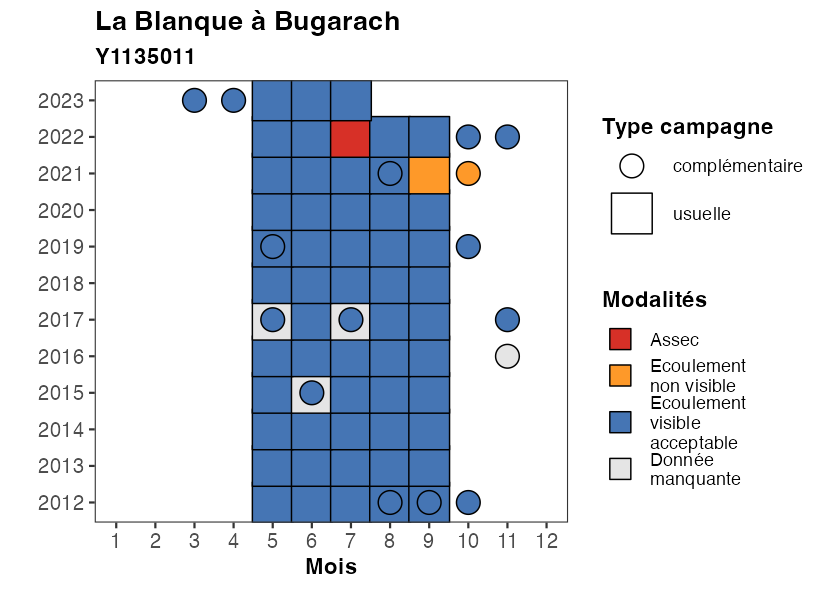 La Blanque à Bugarach
Y1135011
2023
2022
2021
2020
2019
2018
2017
2016
2015
2014
2013
2012
1 2 3 4 5 6 7 8 9 10 11 12
Mois
Type campagne
complémentaire
usuelle
Modalités
Assec
Ecoulement
non visible
Ecoulement
visible
acceptable
Donnée
manquante